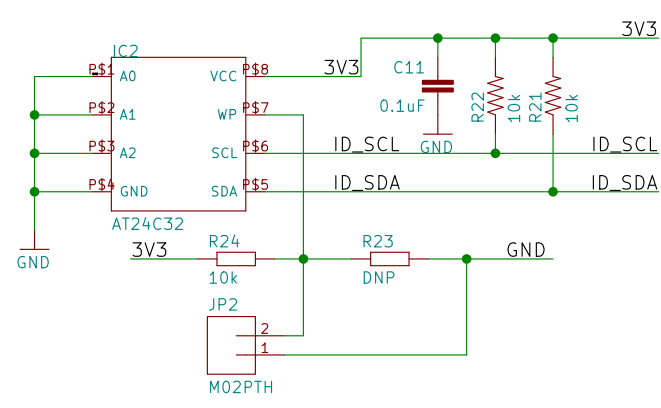 3V3
IC2
P$1 A0 VCC P$8 3V3
C11
0.1uF
GND
R22 10k
R21 10k
P$2 A1 WP P$7
P$3 A2 SCL P$6 ID_SCL ID_SCL
P$4 GND SDA P$5 ID_SDA ID_SDA
AT24C32
GND
3V3
R24
10k
R23
DNP
GND
JP2
2
1
M02PTH